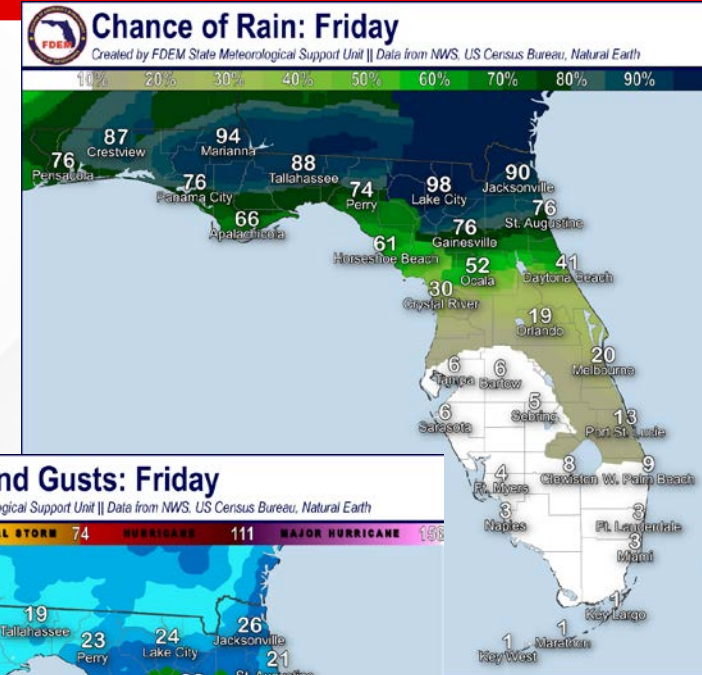 FDEM
Chance of Rain: Friday
Created by FDEM State Meteorological Support Unit || Data from NWS, US Census Bureau, Natural Earth
10% 20% 30% 40% 50% 60% 70% 80% 90%
87
Crestview
94
Marianna
76
Pensacola
88
Tallahassee
76
Panama City
74
Perry
98
Lake City
90
Jacksonville
66
Apalachicola
76
St. Augustine
76
Gainesville
61
Horseshoe Beach
52
Ocala
41
Daytona Beach
30
Crystal River
19
Orlando
20
Melbourne
6
Tampa
6
Bartow
5
Sebring
6
Sarasota
13
Port St. Lucie
4
Ft. Myers
8
Clewiston
9
W. Palm Beach
3
Naples
3
Ft. Lauderdale
3
Miami
1
Key Largo
1
Marathon
1
Key West
nd Gusts: Friday
ogical Support Unit || Data from NWS, US Census Bureau, Natural Earth
AL STORM 74 HURRICANE 111 MAJOR HURRICANE
19
Tallahassee
23
Perry
24
Lake City
26
Jacksonville
21